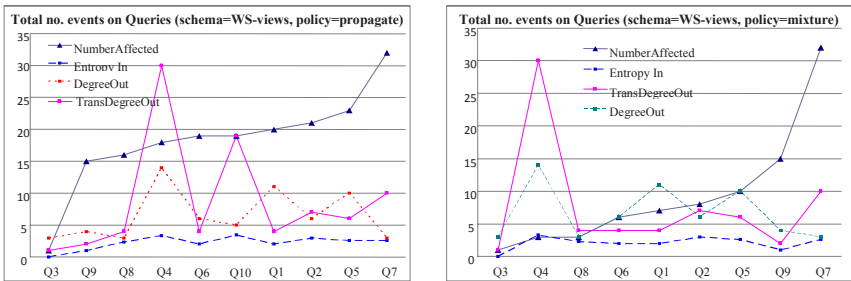 Total no. events on Queries (schema=WS-views, policy=propagate)
35
30
25
20
15
10
5
0
NumberAffected
Entropy In
DegreeOut
TransDegreeOut
Q3 Q9 Q8 Q4 Q6 Q10 Q1 Q2 Q5 Q7
Total no. events on Queries (schema=WS-views, policy=mixture)
35
30
25
20
15
10
5
0
NumberAffected
Entropy In
TransDegreeOut
DegreeOut
Q3 Q4 Q8 Q6 Q1 Q2 Q5 Q9 Q7